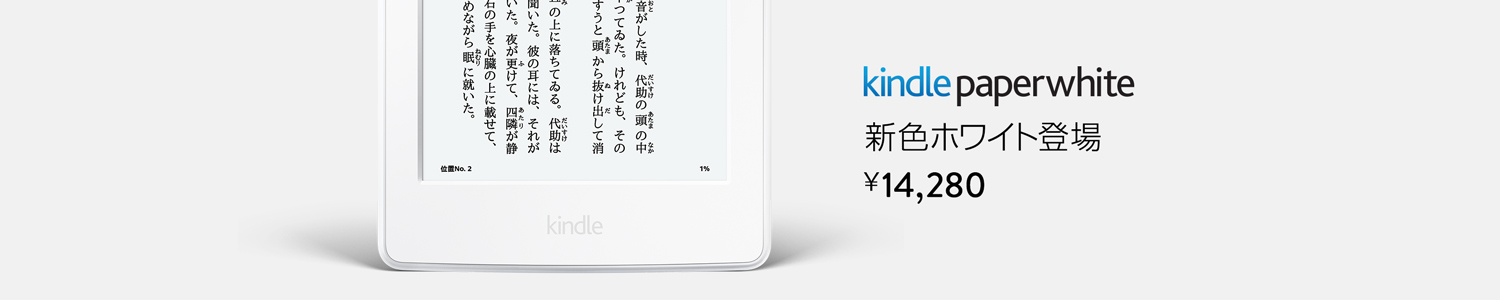 音がした時、代助の頭の中
つてゐた。けれども、その
すうと頭から抜け出して消
の上に落ちてゐる。代助は
聞いた。彼の耳には、それが
いた。夜が更けて、四隣が静
の手を心臓の上に載せて、
めながら眠に就いた。
位置No. 2
1%
kindle
kindle paperwhite
新色ホワイト登場
¥14,280